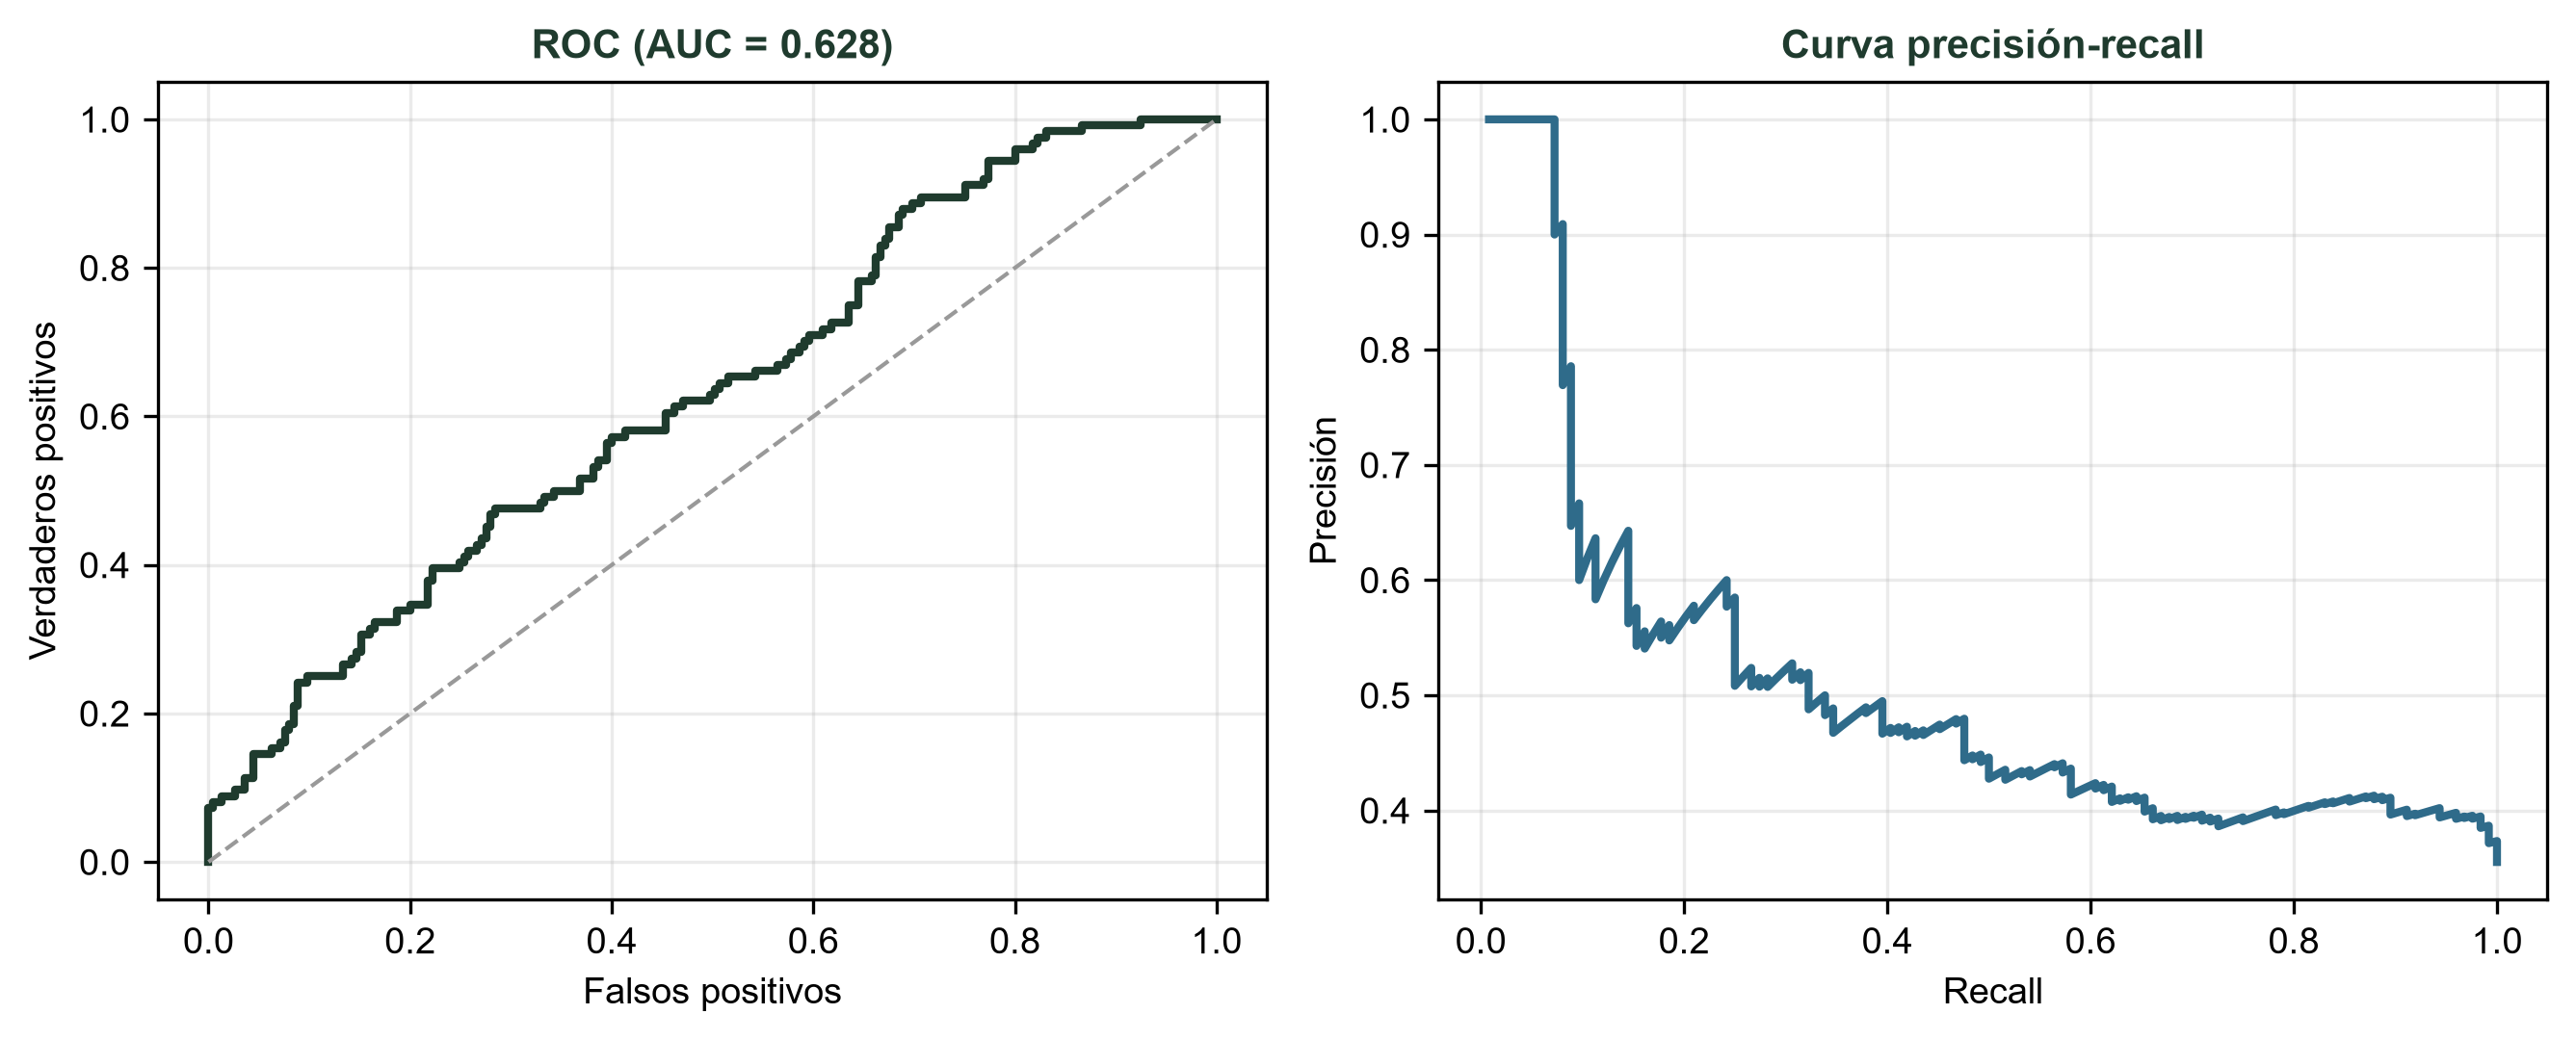 ROC (AUC = 0.628)
1.0
0.8
0.6
0.4
0.2
0.0
Verdaderos positivos
0.0 0.2 0.4 0.6 0.8 1.0
Falsos positivos
Curva precisión-recall
1.0
0.9
0.8
0.7
0.6
0.5
0.4
Precisión
0.0 0.2 0.4 0.6 0.8 1.0
Recall